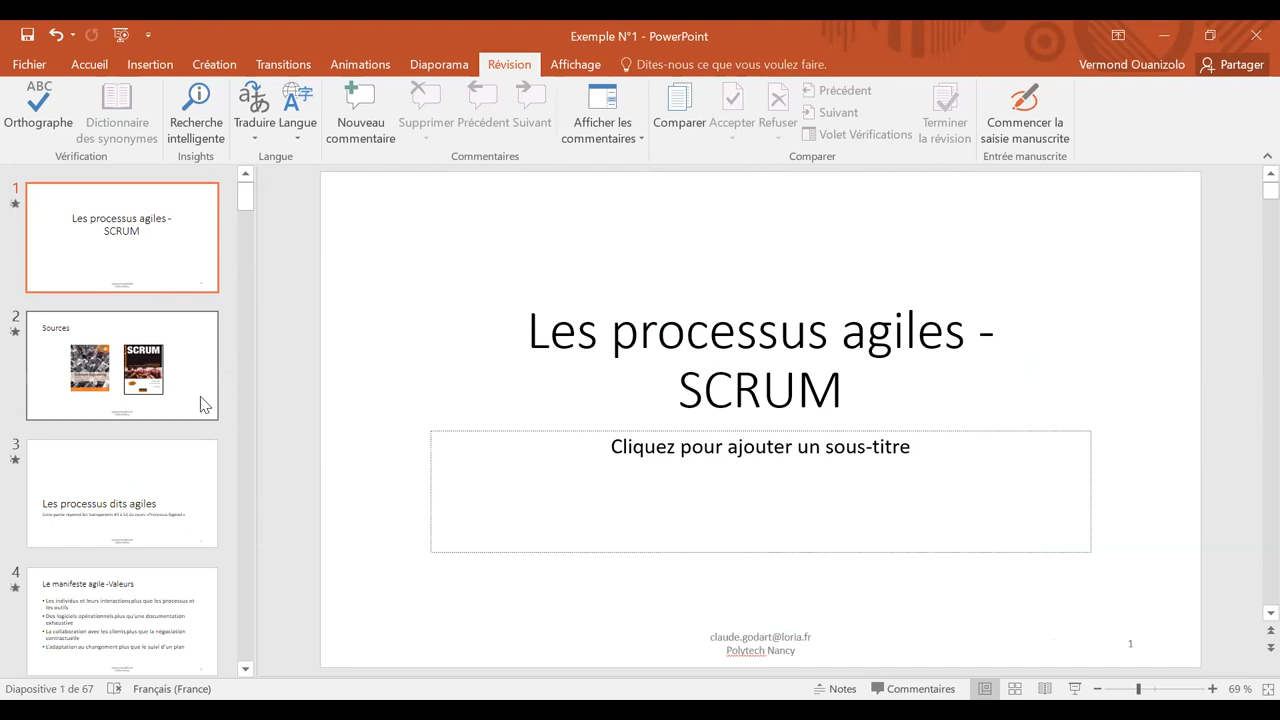 Exemple N°1 - PowerPoint
Fichier Accueil Insertion Création Transitions Animations Diaporama Révision Affichage Dites-nous ce que vous voulez faire. Vermond Ouanizolo Partager
ABC
Orthographe
Dictionnaire
des synonymes
Vérification
Recherche
intelligente
Insights
Traduire
Langue
Langue
Nouveau
commentaire
Supprimer
Précédent
Suivant
Afficher les
commentaires
Commentaires
Comparer
Accepter
Refuser
Précédent
Suivant
Volet Vérifications
Terminer
la révision
Comparer
Commencer la
saisie manuscrite
Entrée manuscrite
1
Les processus agiles -
SCRUM
2
Sources
SCRUM
3
Les processus dits agiles
4
Le manifeste agile -Valeurs
• Les individus et leurs interactions plus que les processus et
les outils
• Des logiciels opérationnels plus qu'une documentation
exhaustive
• La collaboration avec les clients plus que la négociation
contractuelle
• L'adaptation au changement plus que le suivi d'un plan
Les processus agiles -
SCRUM
Cliquez pour ajouter un sous-titre
claude.godart@loria.fr
Polytech Nancy
1
Diapositive 1 de 67 Français (France) Notes Commentaires 69 %